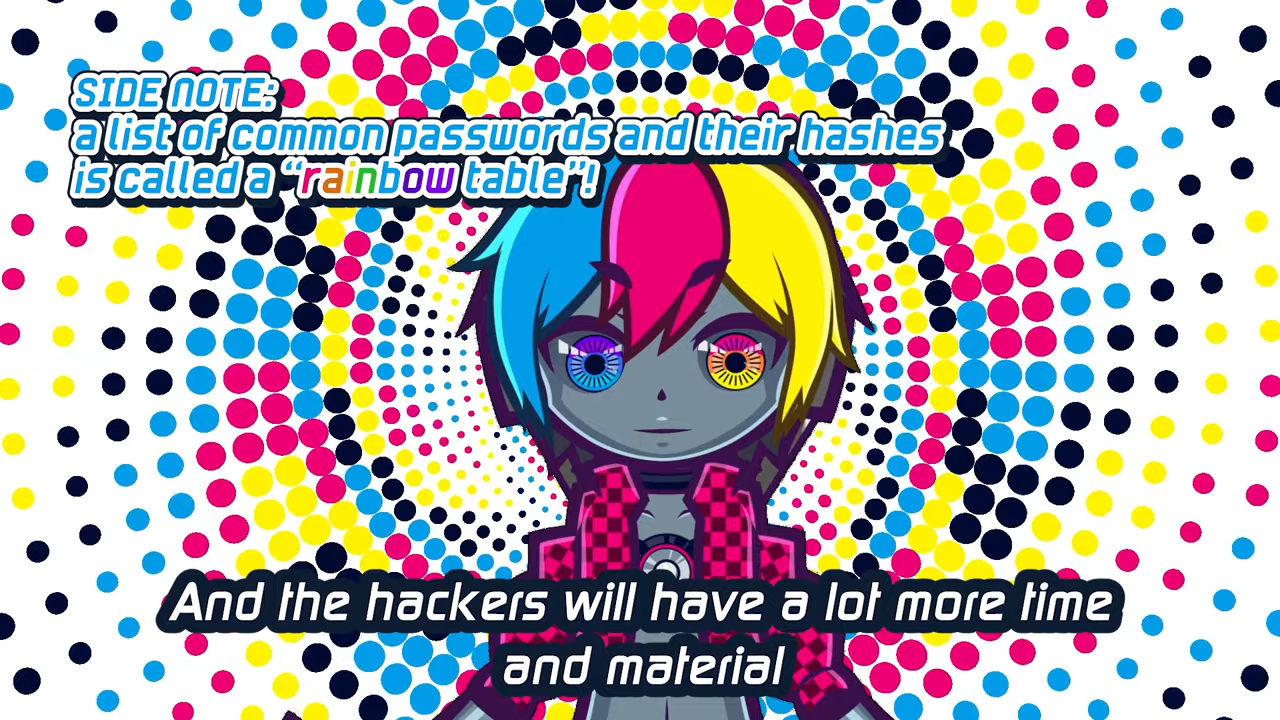 SIDE NOTE:
a list of common passwords and their hashes
is called a “rainbow table”!
And the hackers will have a lot more time
and material